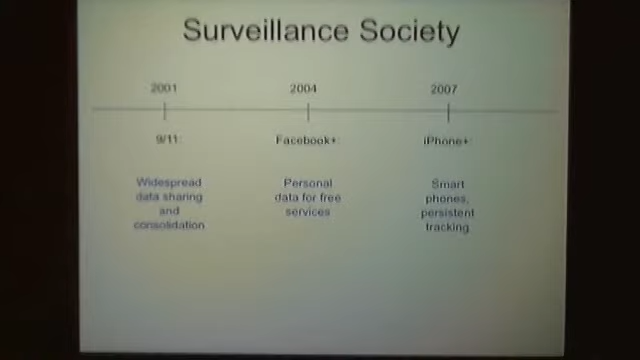 Surveillance Society
2001
2004
2007
9/11:
Facebook+:
iPhone+:
Widespread
data sharing
and
consolidation
Personal
data for free
services
Smart
phones,
persistent
tracking